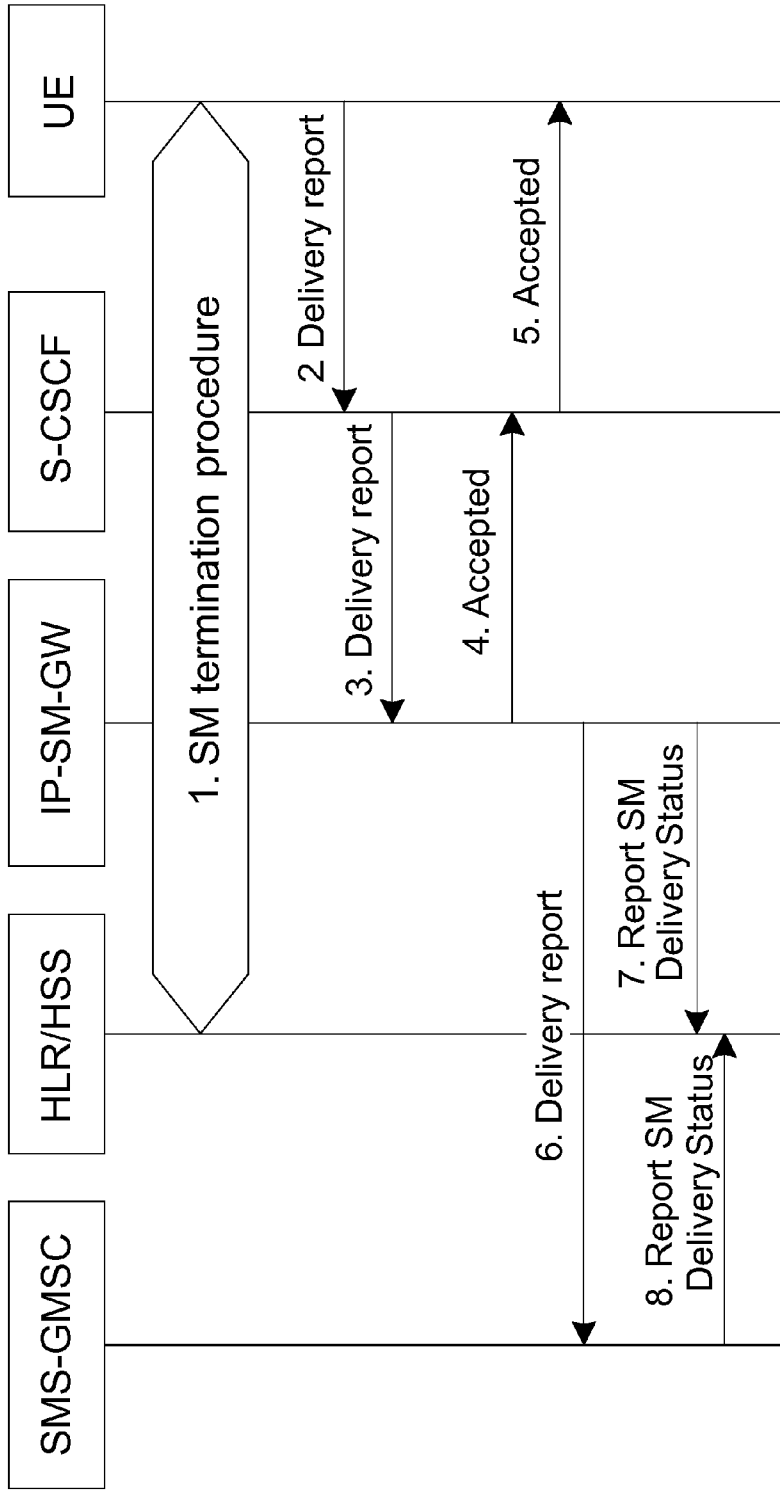 SMS-GMSC
HLR/HSS
IP-SM-GW
S-CSCF
UE
1. SM termination procedure
2 Delivery report
3. Delivery report
4. Accepted
5. Accepted
6. Delivery report
7. Report SM
Delivery Status
8. Report SM
Delivery Status